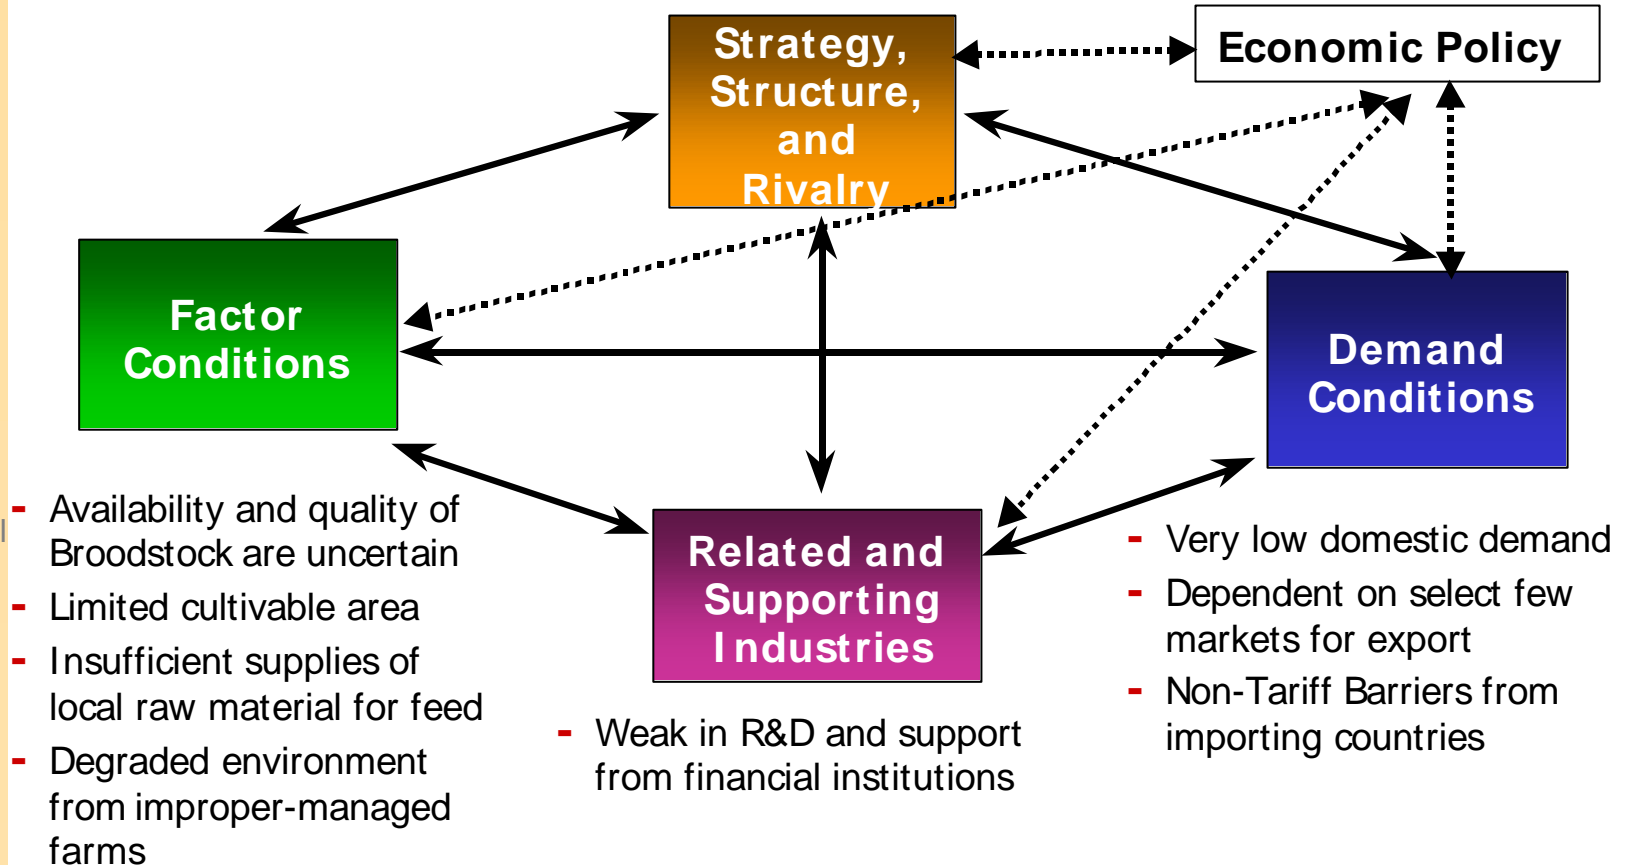 Strategy,
Structure,
and
Rivalry
Economic Policy
Factor
Conditions
Demand
Conditions
Related and
Supporting
Industries
- Availability and quality of
Broodstock are uncertain
- Limited cultivable area
- Insufficient supplies of
local raw material for feed
- Degraded environment
from improper-managed
farms
- Weak in R&D and support
from financial institutions
- Very low domestic demand
- Dependent on select few
markets for export
- Non-Tariff Barriers from
importing countries